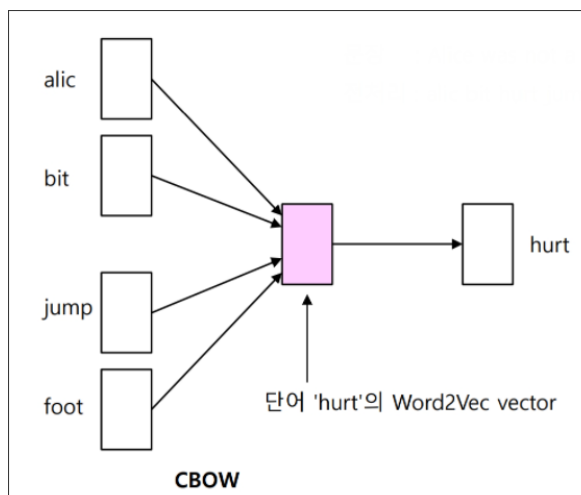 alic
bit
jump
foot
hurt
단어 'hurt'의 Word2Vec vector
CBOW